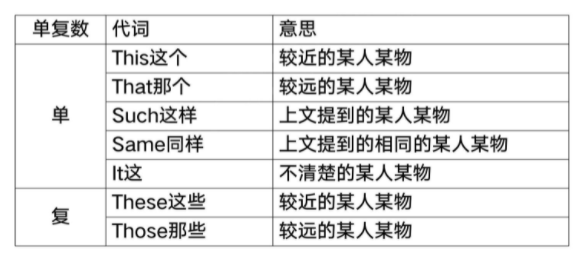 单复数 代词 意思
单 This这个 较近的某人某物
That那个 较远的某人某物
Such这样 上文提到的某人某物
Same同样 上文提到的相同的某人某物
It这 不清楚的某人某物
复 These这些 较近的某人某物
Those那些 较远的某人某物